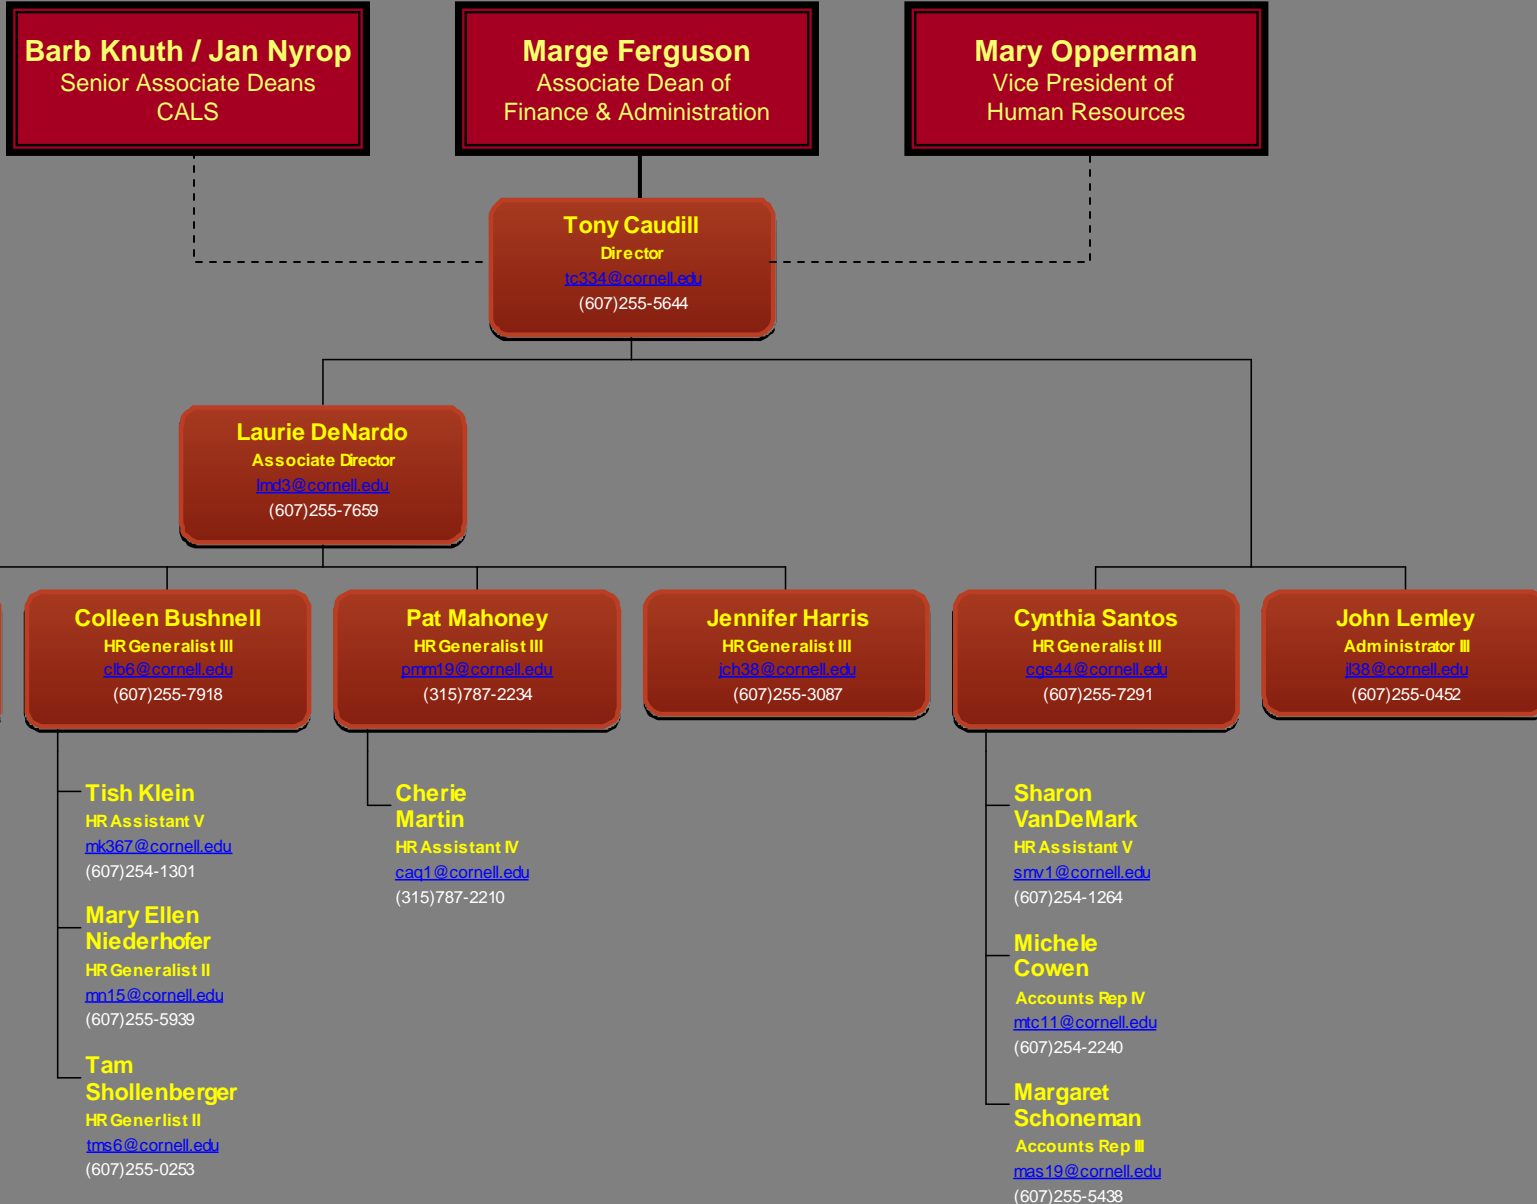 Barb Knuth / Jan Nyrop
Senior Associate Deans
CALS
Marge Ferguson
Associate Dean of
Finance & Administration
Mary Opperman
Vice President of
Human Resources
Tony Caudill
Director
tc334@cornell.edu
(607)255-5644
Laurie DeNardo
Associate Director
lmd3@cornell.edu
(607)255-7659
Colleen Bushnell
HR Generalist III
clb6@cornell.edu
(607)255-7918
Pat Mahoney
HR Generalist III
pmm19@cornell.edu
(315)787-2234
Jennifer Harris
HR Generalist III
jch38@cornell.edu
(607)255-3087
Cynthia Santos
HR Generalist III
cgs44@cornell.edu
(607)255-7291
John Lemley
Administrator III
jl38@cornell.edu
(607)255-0452
Tish Klein
HR Assistant V
mk367@cornell.edu
(607)254-1301
Mary Ellen
Niederhofer
HR Generalist II
mn15@cornell.edu
(607)255-5939
Tam
Shollenberger
HR Generlist II
tms6@cornell.edu
(607)255-0253
Cherie
Martin
HR Assistant IV
caq1@cornell.edu
(315)787-2210
Sharon
VanDeMark
HR Assistant V
smv1@cornell.edu
(607)254-1264
Michele
Cowen
Accounts Rep IV
mtc11@cornell.edu
(607)254-2240
Margaret
Schoneman
Accounts Rep III
mas19@cornell.edu
(607)255-5438